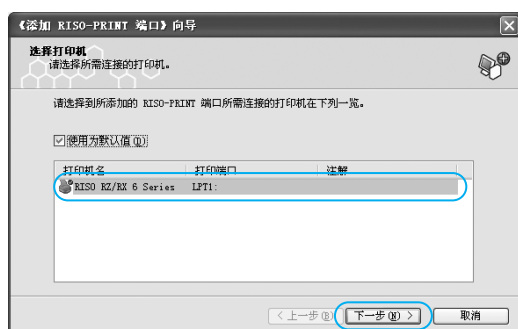 《添加 RISO-PRINT 端口》向导
选择打印机
请选择所需连接的打印机。
请选择到所添加的 RISO-PRINT 端口所需连接的打印机在下列一览。
使用为默认值(D)
打印机名 打印端口 注解
RISO RZ/RX 6 Series LPT1:
< 上一步(B) 下一步(N) > 取消